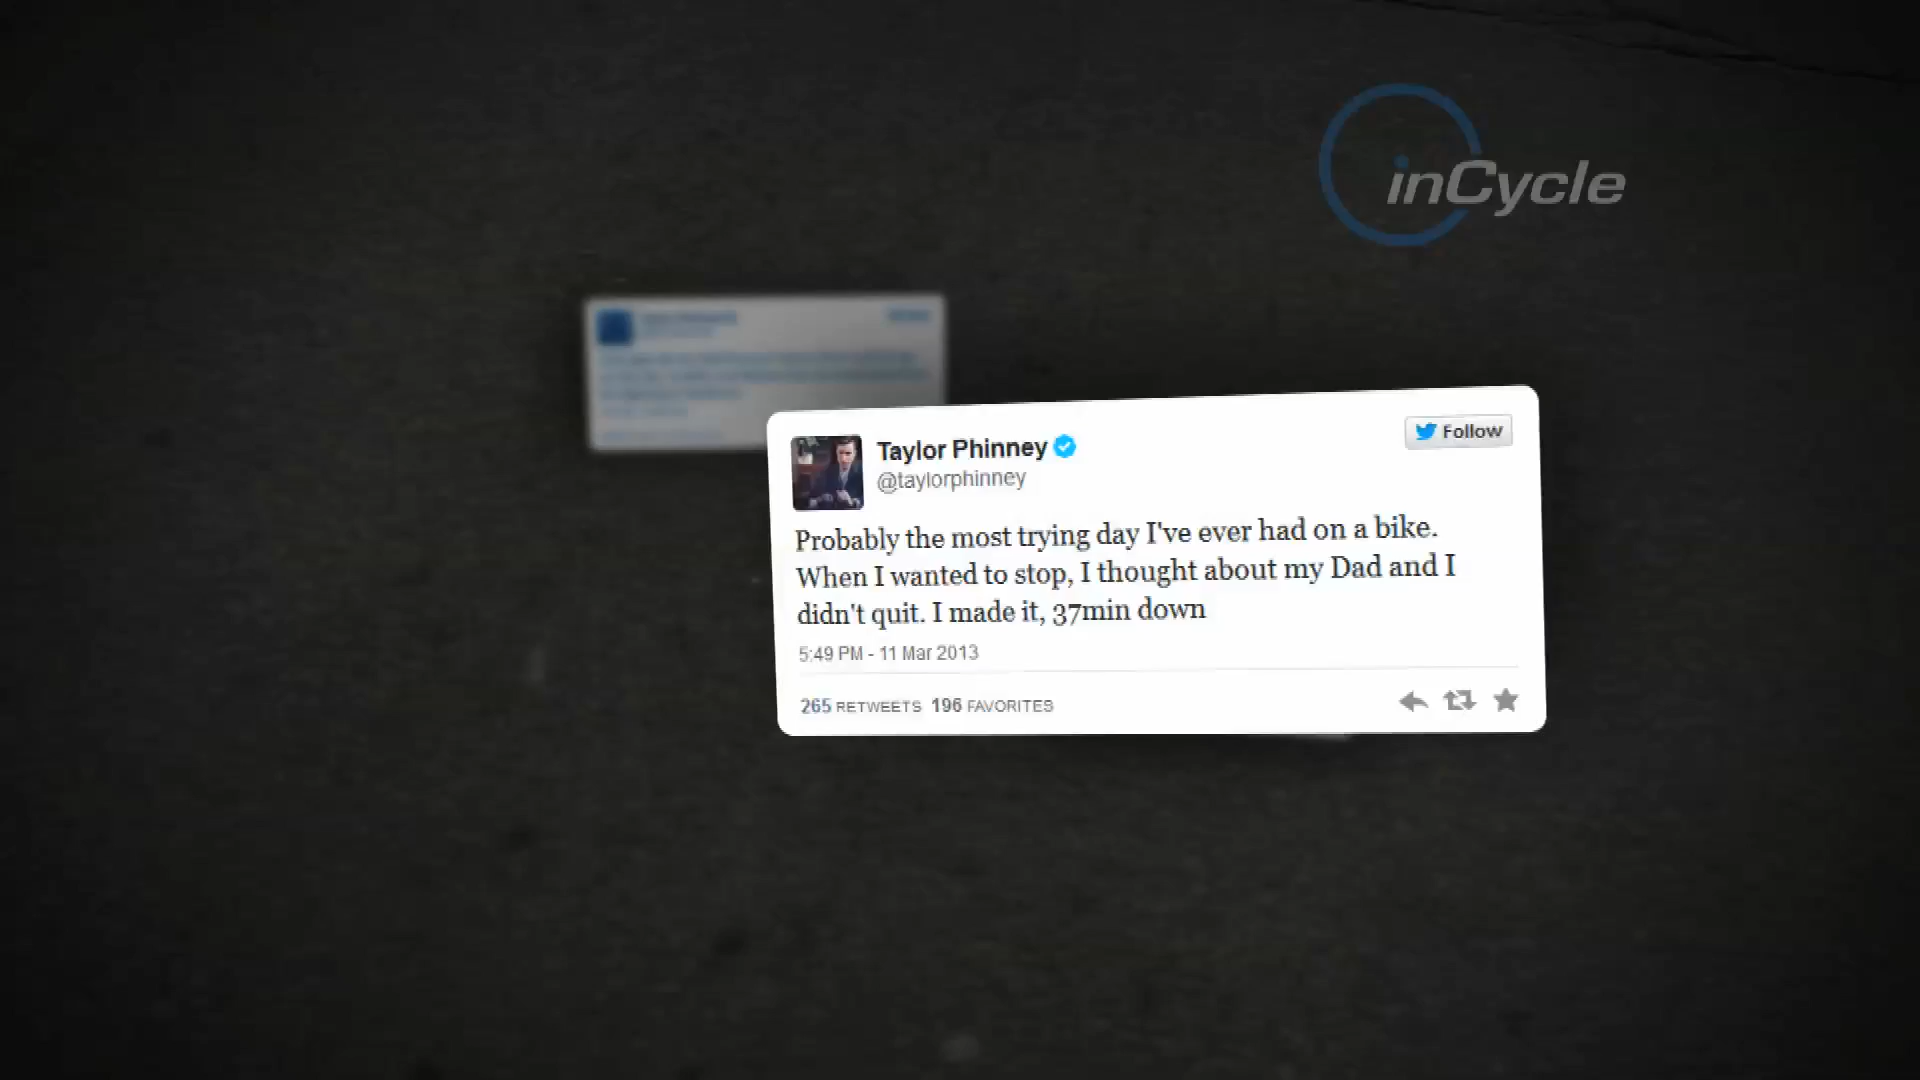 inCycle
Taylor Phinney
@taylorphinney
Follow
Probably the most trying day I've ever had on a bike.
When I wanted to stop, I thought about my Dad and I
didn't quit. I made it, 37min down
5:49 PM - 11 Mar 2013
265 RETWEETS 196 FAVORITES